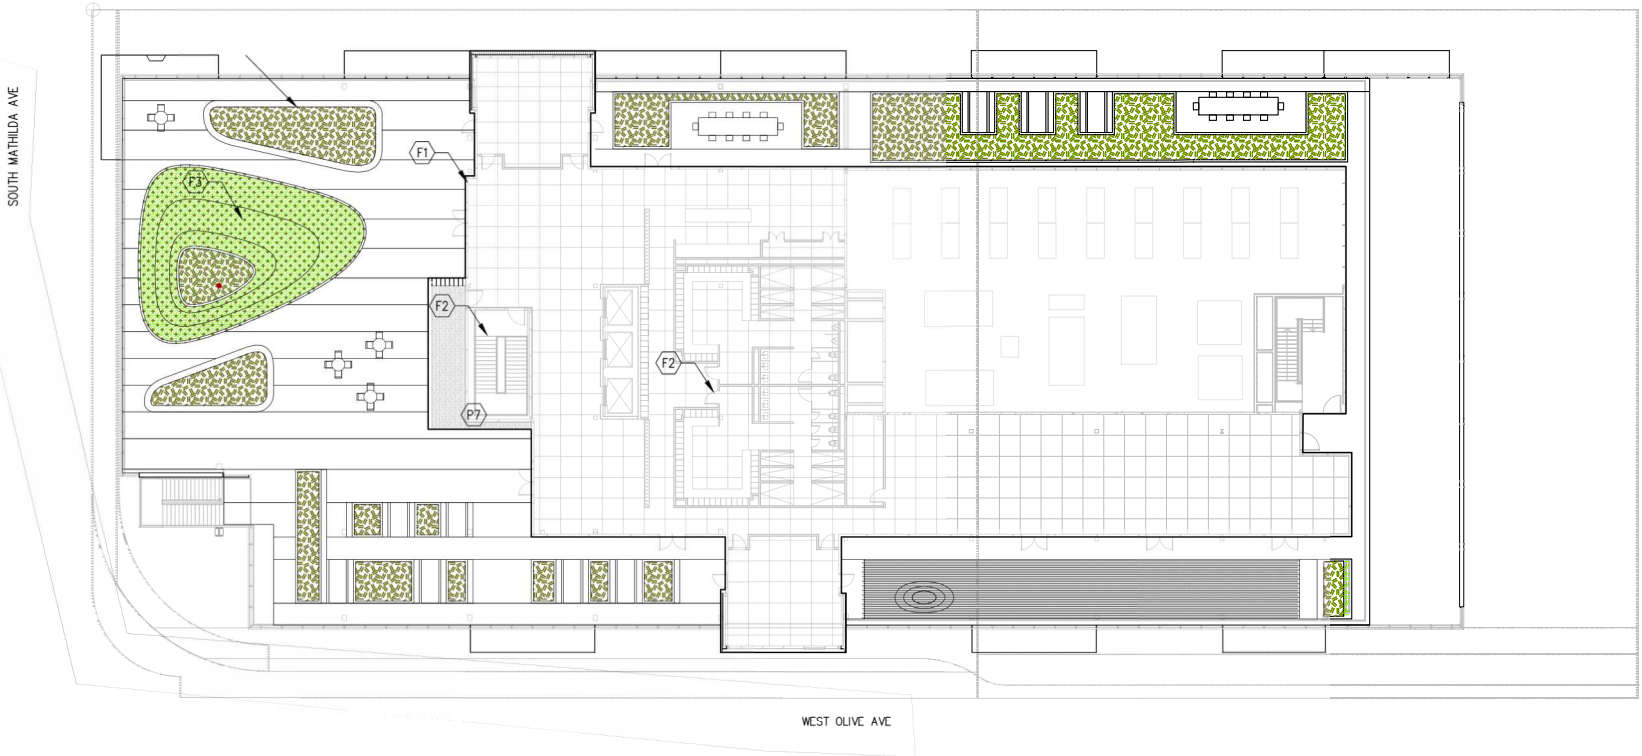 SOUTH MATHILDA AVE
F1
F3
F2
F2
P7
WEST OLIVE AVE